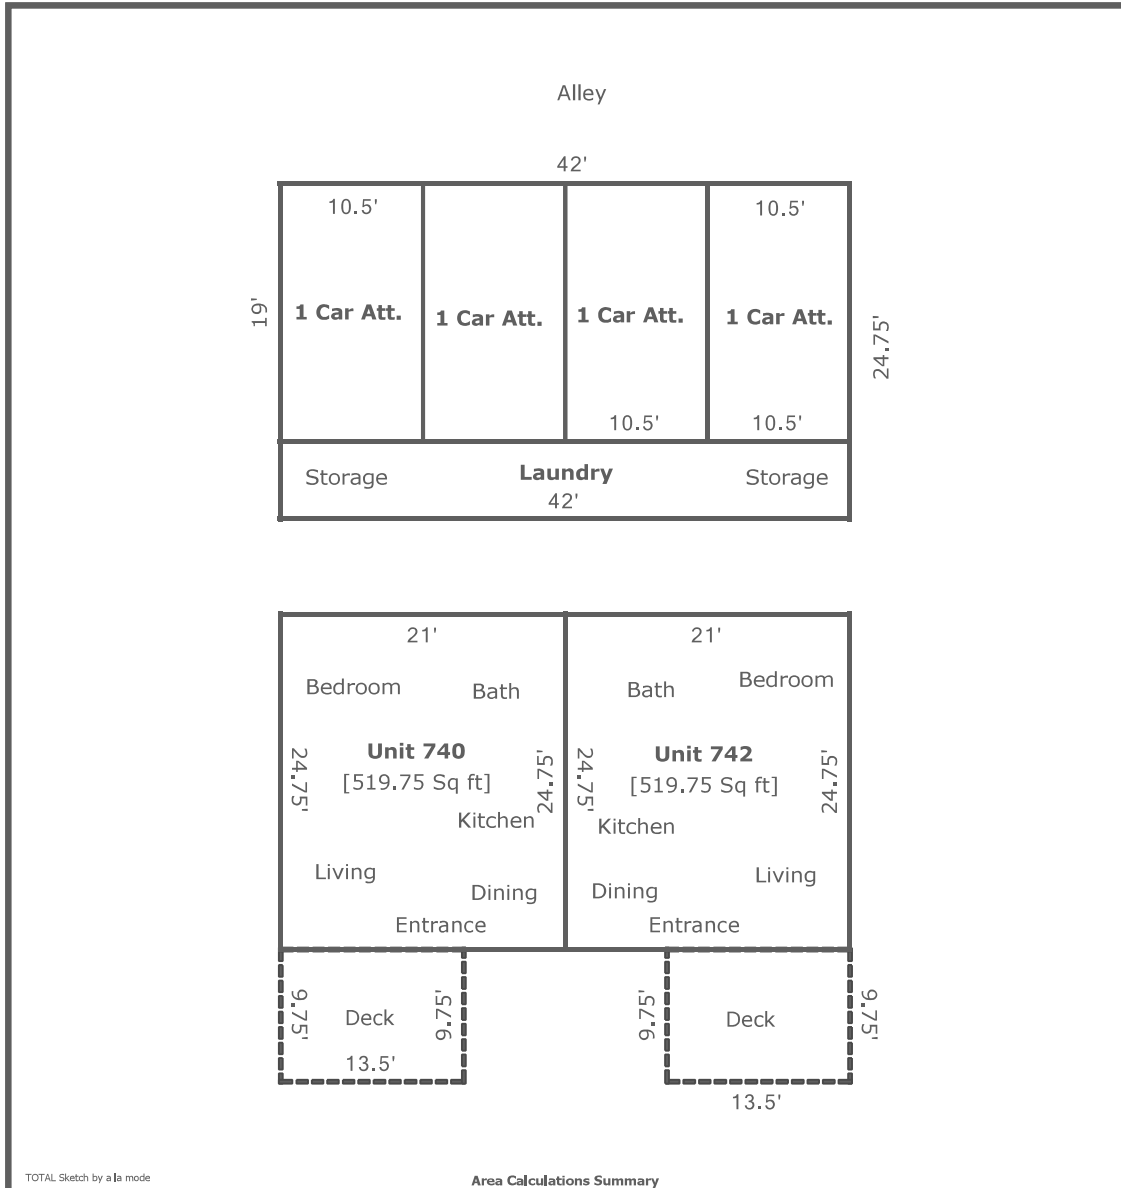 Alley
42'
10.5'
10.5'
19'
1 Car Att.
1 Car Att.
1 Car Att.
1 Car Att.
24.75'
10.5'
10.5'
Storage
Laundry
Storage
42'
21'
21'
Bedroom
Bath
Bath
Bedroom
24.75'
Unit 740
[519.75 Sq ft]
24.75'
24.75'
Unit 742
[519.75 Sq ft]
24.75'
Kitchen
Kitchen
Living
Dining
Dining
Living
Entrance
Entrance
9.75'
Deck
9.75'
9.75'
Deck
9.75'
13.5'
13.5'
TOTAL Sketch by a la mode
Area Calculations Summary